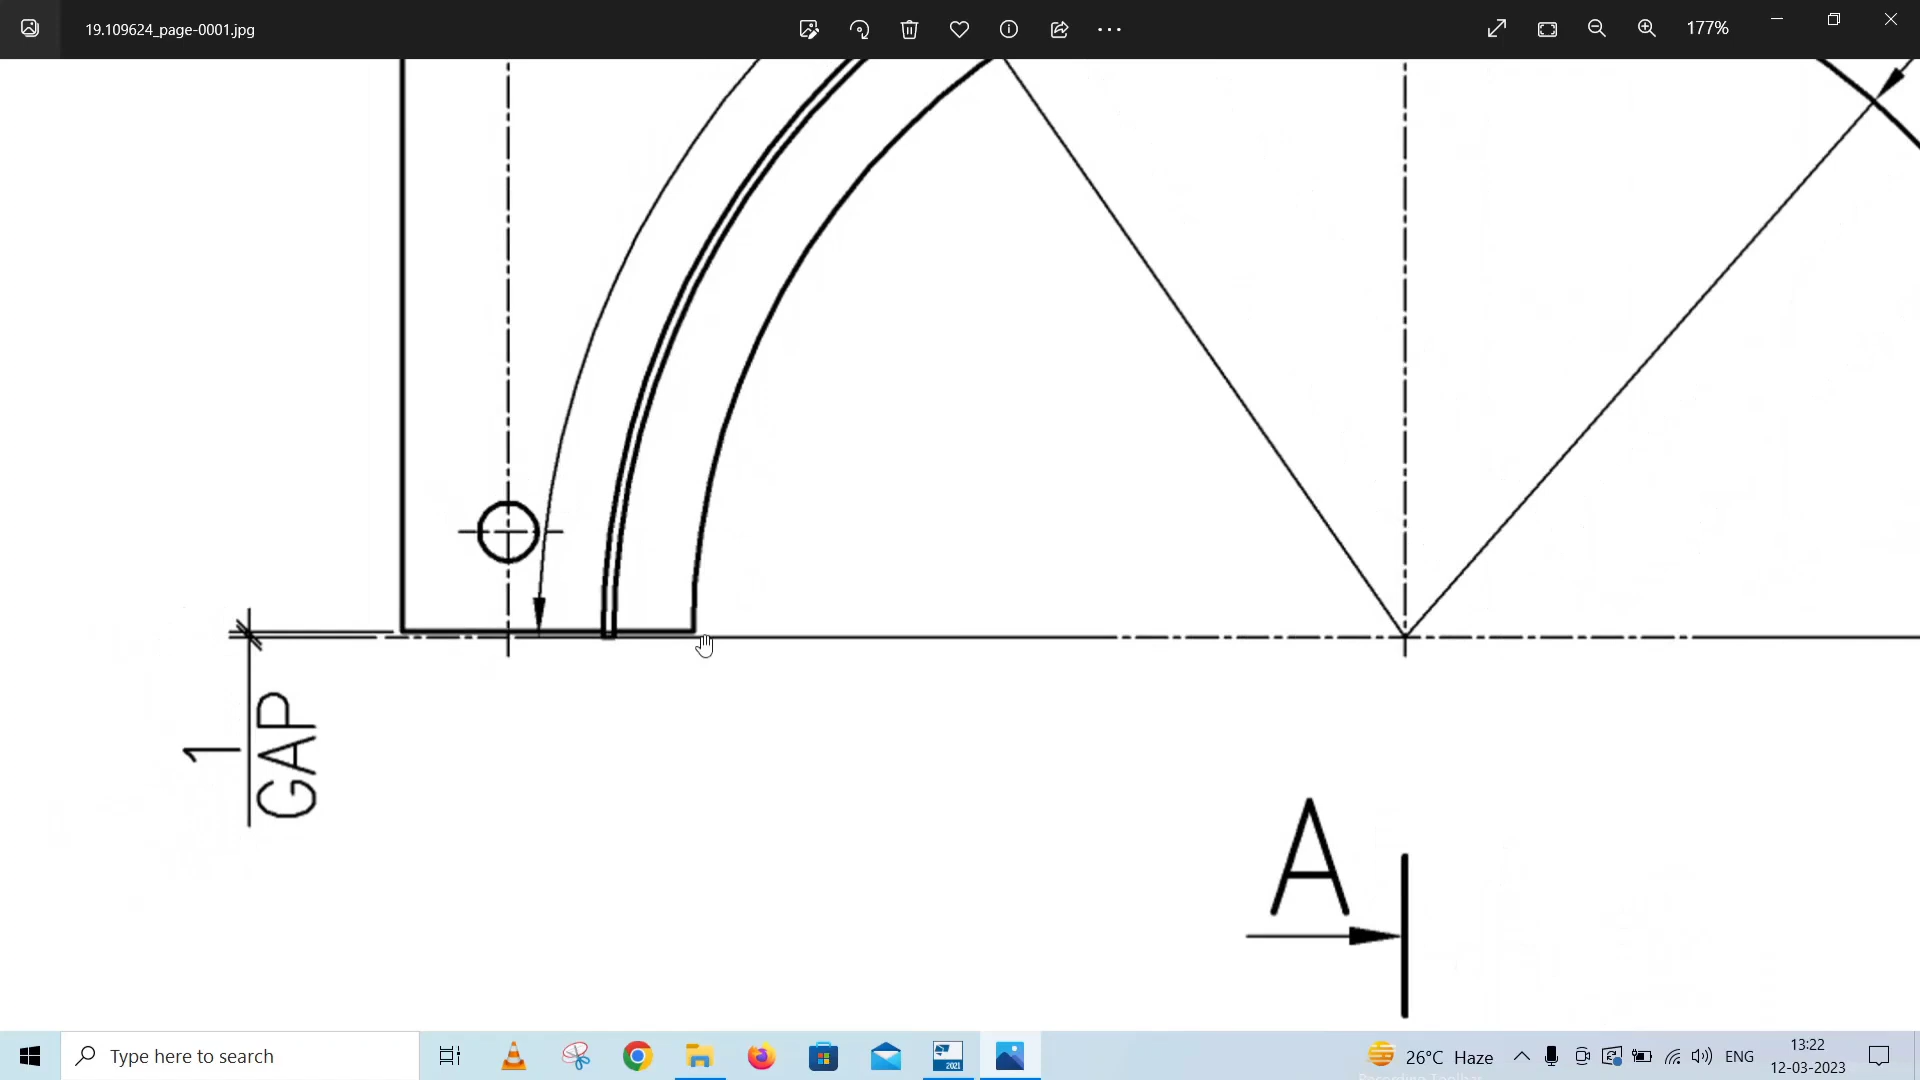 19.109624_page-0001.jpg
177%
1
GAP
A
Type here to search
2021
26°C Haze
ENG
13:22
12-03-2023